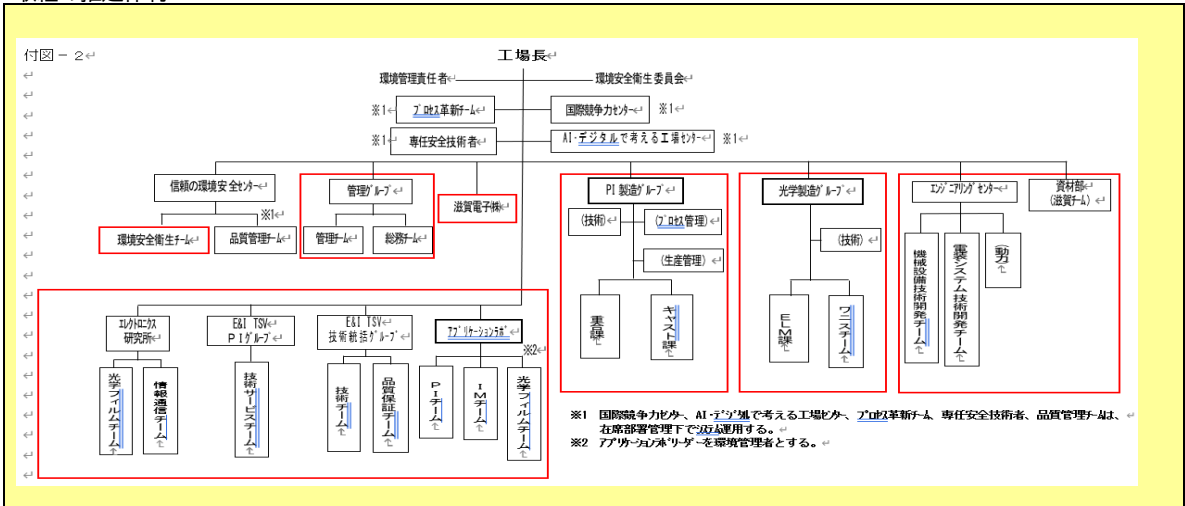 付図－２
工場長
環境管理責任者 環境安全衛生委員会
※1 ﾌﾟﾛｾｽ革新ﾁｰﾑ 国際競争力ｾﾝﾀｰ ※1
※1 専任安全技術者 AI･デジタルで考える工場ｾﾝﾀｰ ※1
信頼の環境安全ｾﾝﾀｰ
管理ｸﾞﾙｰﾌﾟ
滋賀電子㈱
PI 製造ｸﾞﾙｰﾌﾟ
光学製造ｸﾞﾙｰﾌﾟ
ｴﾝｼﾞﾆｱﾘﾝｸﾞ ｾﾝﾀｰ
資材部
(滋賀ﾁｰﾑ)
※1
環境安全衛生ﾁｰﾑ
品質管理ﾁｰﾑ
管理ﾁｰﾑ
総務ﾁｰﾑ
(技術)
(ﾌﾟﾛｾｽ管理)
(生産管理)
キャスト課
(技術)
ＥＬＭ課
ワニスチーム
機械設備技術開発チーム
電装システム技術開発チーム
(動力)
ｴﾚｸﾄﾛﾆｸｽ
研究所
E&I TSV
ＰＩｸﾞﾙｰﾌﾟ
E&I TSV
技術統括ｸﾞﾙｰﾌﾟ
ｱﾌﾟﾘｹｰｼｮﾝﾗﾎﾞ
※2
光学フィルムチーム
情報通信チーム
技術サービスチーム
技術チーム
品質保証チーム
ＰＩチーム
ＩＭチーム
光学フィルムチーム
※1 国際競争力ｾﾝﾀｰ、AI･ﾃﾞｼﾞﾀﾙで考える工場ｾﾝﾀｰ、ﾌﾟﾛｾｽ革新ﾁｰﾑ、専任安全技術者、品質管理ﾁｰﾑは、
在席部署管理下でｼｽﾃﾑ運用する。
※2 ｱﾌﾟﾘｹｰｼｮﾝﾗﾎﾞﾘｰﾀﾞｰを環境管理者とする。